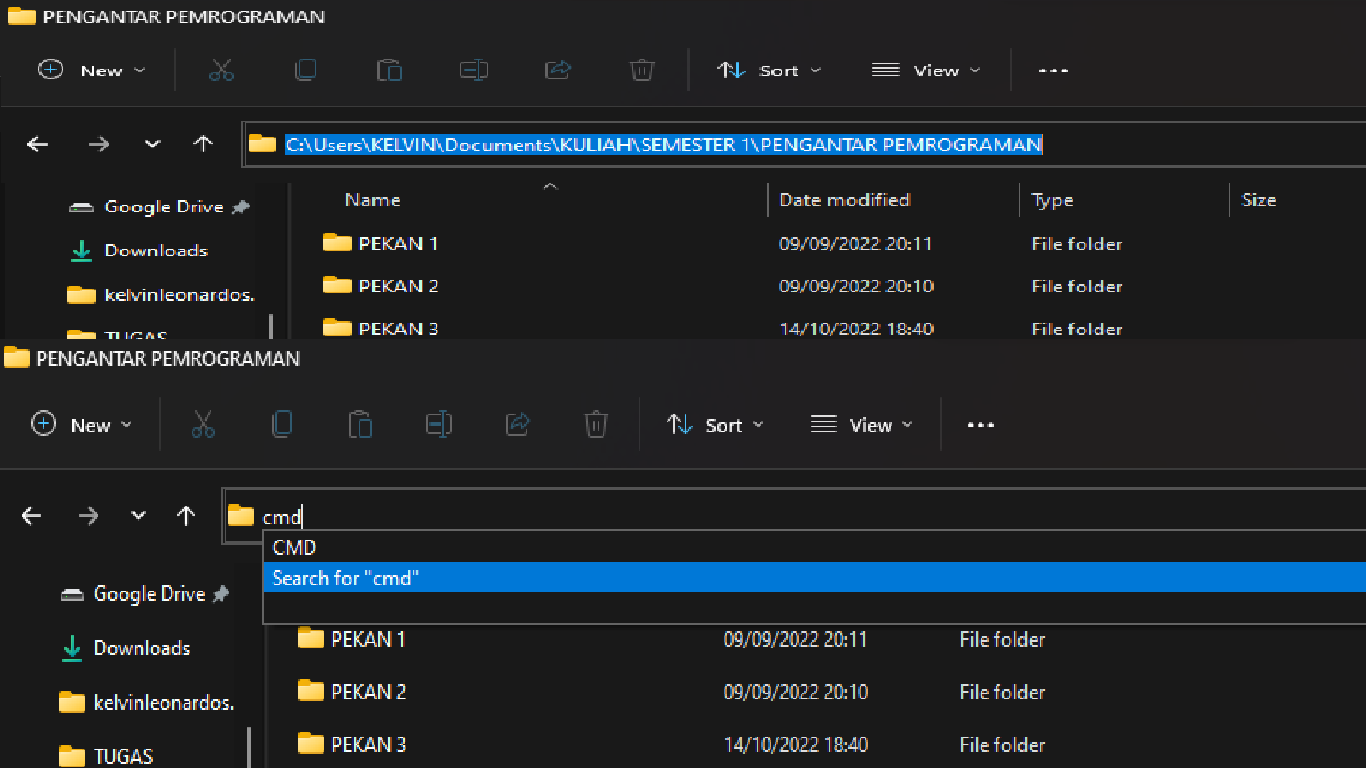 PENGANTAR PEMROGRAMAN
New Sort View
C:\Users\KELVIN\Documents\KULIAH\SEMESTER 1\PENGANTAR PEMROGRAMAN
Name Date modified Type Size
Google Drive
Downloads
kelvinleonardos.
TUGAS
PEKAN 1 09/09/2022 20:11 File folder
PEKAN 2 09/09/2022 20:10 File folder
PEKAN 3 14/10/2022 18:40 File folder
PENGANTAR PEMROGRAMAN
New Sort View
cmd
CMD
Search for "cmd"
Google Drive
Downloads
kelvinleonardos.
TUGAS
PEKAN 1 09/09/2022 20:11 File folder
PEKAN 2 09/09/2022 20:10 File folder
PEKAN 3 14/10/2022 18:40 File folder